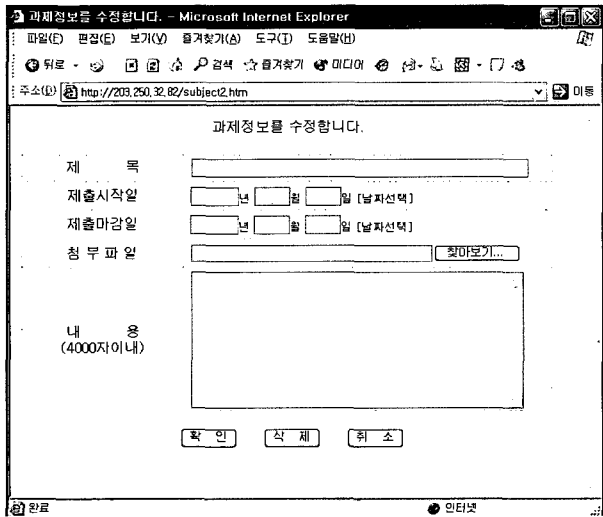 과제정보를 수정합니다. - Microsoft Internet Explorer
파일(F) 편집(E) 보기(V) 즐겨찾기(A) 도구(T) 도움말(H)
뒤로 검색 즐겨찾기 미디어
주소(D) http://203,250,32,82/subject2.htm 이동
과제정보를 수정합니다.
제 목
제출시작일 년 월 일 [날짜선택]
제출마감일 년 월 일 [날짜선택]
첨 부 파 일 찾아보기...
내 용
(4000자이내)
확 인 삭 제 취 소
완료 인터넷